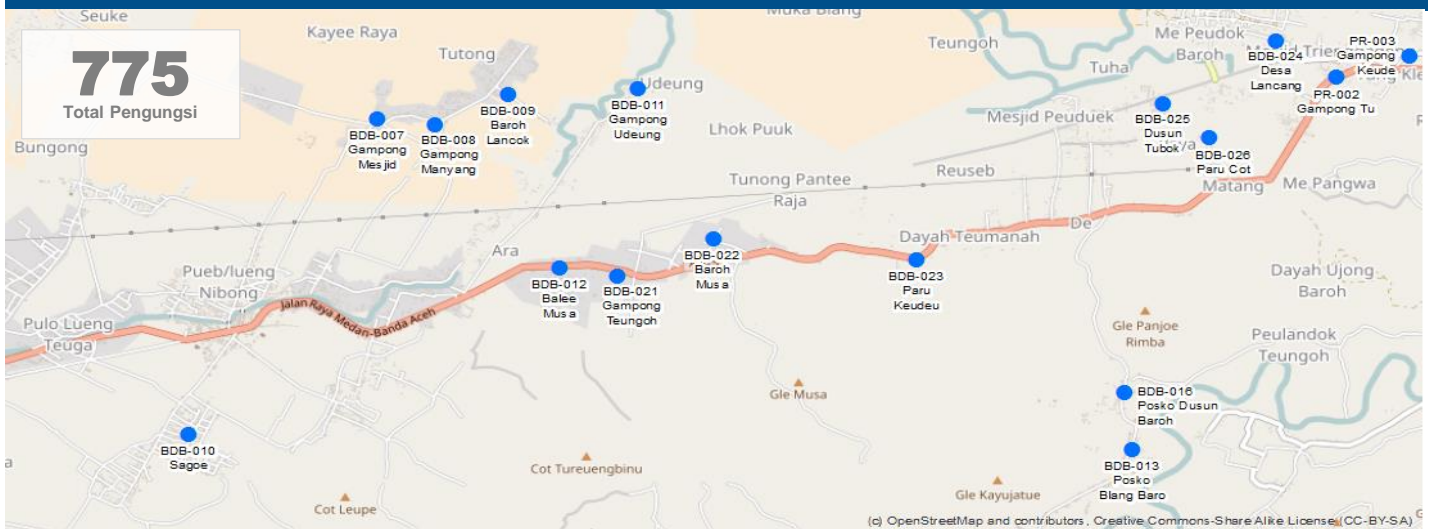 775
Total Pengungsi
Seuke
Kayee Raya
Tutong
Bungong
BDB-007
Gampong
Mesjid
BDB-008
Gampong
Manyang
BDB-009
Baroh
Lancok
Udeung
BDB-011
Gampong
Udeung
Muka Blang
Teungoh
Tuha
Me Peudok
Baroh
BDB-024
Desa
Lancang
PR-003
Gampong
Keude
PR-002
Gampong Tu
Lhok Puuk
Mesjid Peuduek
BDB-025
Dusun
Tubok
BDB-026
Paru Cot
Tunong Pantee
Raja
Reuseb
Matang
Me Pangwa
Ara
Dayah Teumanah
De
BDB-022
Baroh
Musa
BDB-012
Balee
Musa
BDB-021
Gampong
Teungoh
BDB-023
Paru
Keudeu
Dayah Ujong
Baroh
Pueb/lueng
Nibong
Jalan Raya Medan-Banda Aceh
Pulo Lueng
Teuga
Gle Panjoe
Rimba
Peulandok
Teungoh
Gle Musa
BDB-016
Posko Dusun
Baroh
BDB-010
Sagoe
BDB-013
Posko
Blang Baro
Cot Tureuengbinu
Cot Leupe
Gle Kayujatue
(c) OpenStreetMap and contributors, Creative Commons-Share Alike License (CC-BY-SA)